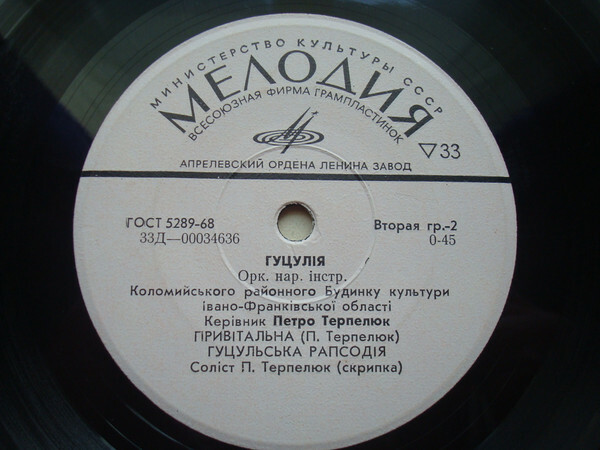 МИНИСТЕРСТВО КУЛЬТУРЫ СССР
МЕЛОДИЯ
ВСЕСОЮЗНАЯ ФИРМА ГРАМПЛАСТИНОК
▽33
АПРЕЛЕВСКИЙ ОРДЕНА ЛЕНИНА ЗАВОД
ГОСТ 5289-68
Вторая гр.-2
33Д—00034636
0-45
ГУЦУЛІЯ
Орк. нар. інстр.
Коломийського районного Будинку культури
івано-Франківської області
Керівник Петро Терпелюк
ПРИВІТАЛЬНА (П. Терпелюк)
ГУЦУЛЬСЬКА РАПСОДІЯ
Соліст П. Терпелюк (скрипка)